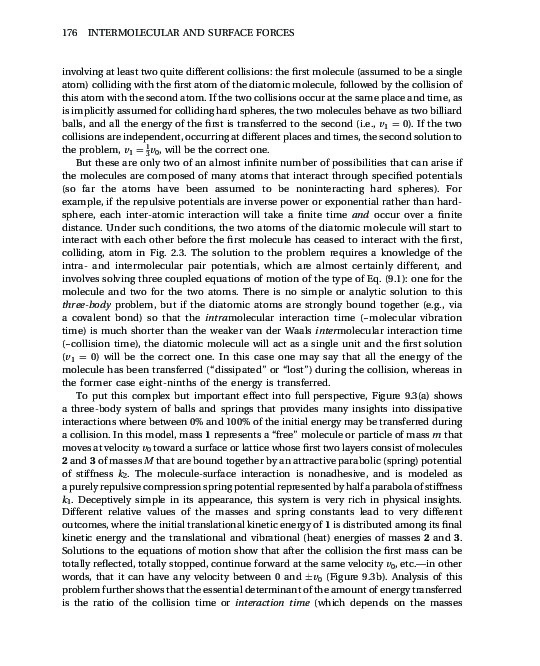 176 INTERMOLECULAR AND SURFACE FORCES
involving at least two quite different collisions: the first molecule (assumed to be a single
atom) colliding with the first atom of the diatomic molecule, followed by the collision of
this atom with the second atom. If the two collisions occur at the same place and time, as
is implicitly assumed for colliding hard spheres, the two molecules behave as two billiard
balls, and all the energy of the first is transferred to the second (i.e., v₁ = 0). If the two
collisions are independent, occurring at different places and times, the second solution to
the problem, v₁ = ⅓v₀, will be the correct one.
But these are only two of an almost infinite number of possibilities that can arise if
the molecules are composed of many atoms that interact through specified potentials
(so far the atoms have been assumed to be noninteracting hard spheres). For
example, if the repulsive potentials are inverse power or exponential rather than hard-
sphere, each inter-atomic interaction will take a finite time and occur over a finite
distance. Under such conditions, the two atoms of the diatomic molecule will start to
interact with each other before the first molecule has ceased to interact with the first,
colliding, atom in Fig. 2.3. The solution to the problem requires a knowledge of the
intra- and intermolecular pair potentials, which are almost certainly different, and
involves solving three coupled equations of motion of the type of Eq. (9.1): one for the
molecule and two for the two atoms. There is no simple or analytic solution to this
three-body problem, but if the diatomic atoms are strongly bound together (e.g., via
a covalent bond) so that the intramolecular interaction time (~molecular vibration
time) is much shorter than the weaker van der Waals intermolecular interaction time
(~collision time), the diatomic molecule will act as a single unit and the first solution
(v₁ = 0) will be the correct one. In this case one may say that all the energy of the
molecule has been transferred ("dissipated" or "lost") during the collision, whereas in
the former case eight-ninths of the energy is transferred.
To put this complex but important effect into full perspective, Figure 9.3(a) shows
a three-body system of balls and springs that provides many insights into dissipative
interactions where between 0% and 100% of the initial energy may be transferred during
a collision. In this model, mass 1 represents a "free" molecule or particle of mass m that
moves at velocity v₀ toward a surface or lattice whose first two layers consist of molecules
2 and 3 of masses M that are bound together by an attractive parabolic (spring) potential
of stiffness k₂. The molecule-surface interaction is nonadhesive, and is modeled as
a purely repulsive compression spring potential represented by half a parabola of stiffness
k₁. Deceptively simple in its appearance, this system is very rich in physical insights.
Different relative values of the masses and spring constants lead to very different
outcomes, where the initial translational kinetic energy of 1 is distributed among its final
kinetic energy and the translational and vibrational (heat) energies of masses 2 and 3.
Solutions to the equations of motion show that after the collision the first mass can be
totally reflected, totally stopped, continue forward at the same velocity v₀, etc.—in other
words, that it can have any velocity between 0 and ±v₀ (Figure 9.3b). Analysis of this
problem further shows that the essential determinant of the amount of energy transferred
is the ratio of the collision time or interaction time (which depends on the masses